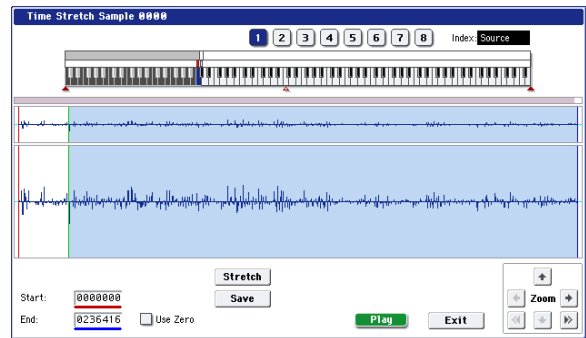 Time Stretch Sample 0000
1 2 3 4 5 6 7 8 Index: Source
Stretch
Start: 0000000 Save
End: 0236416 Use Zero Play Exit
Zoom